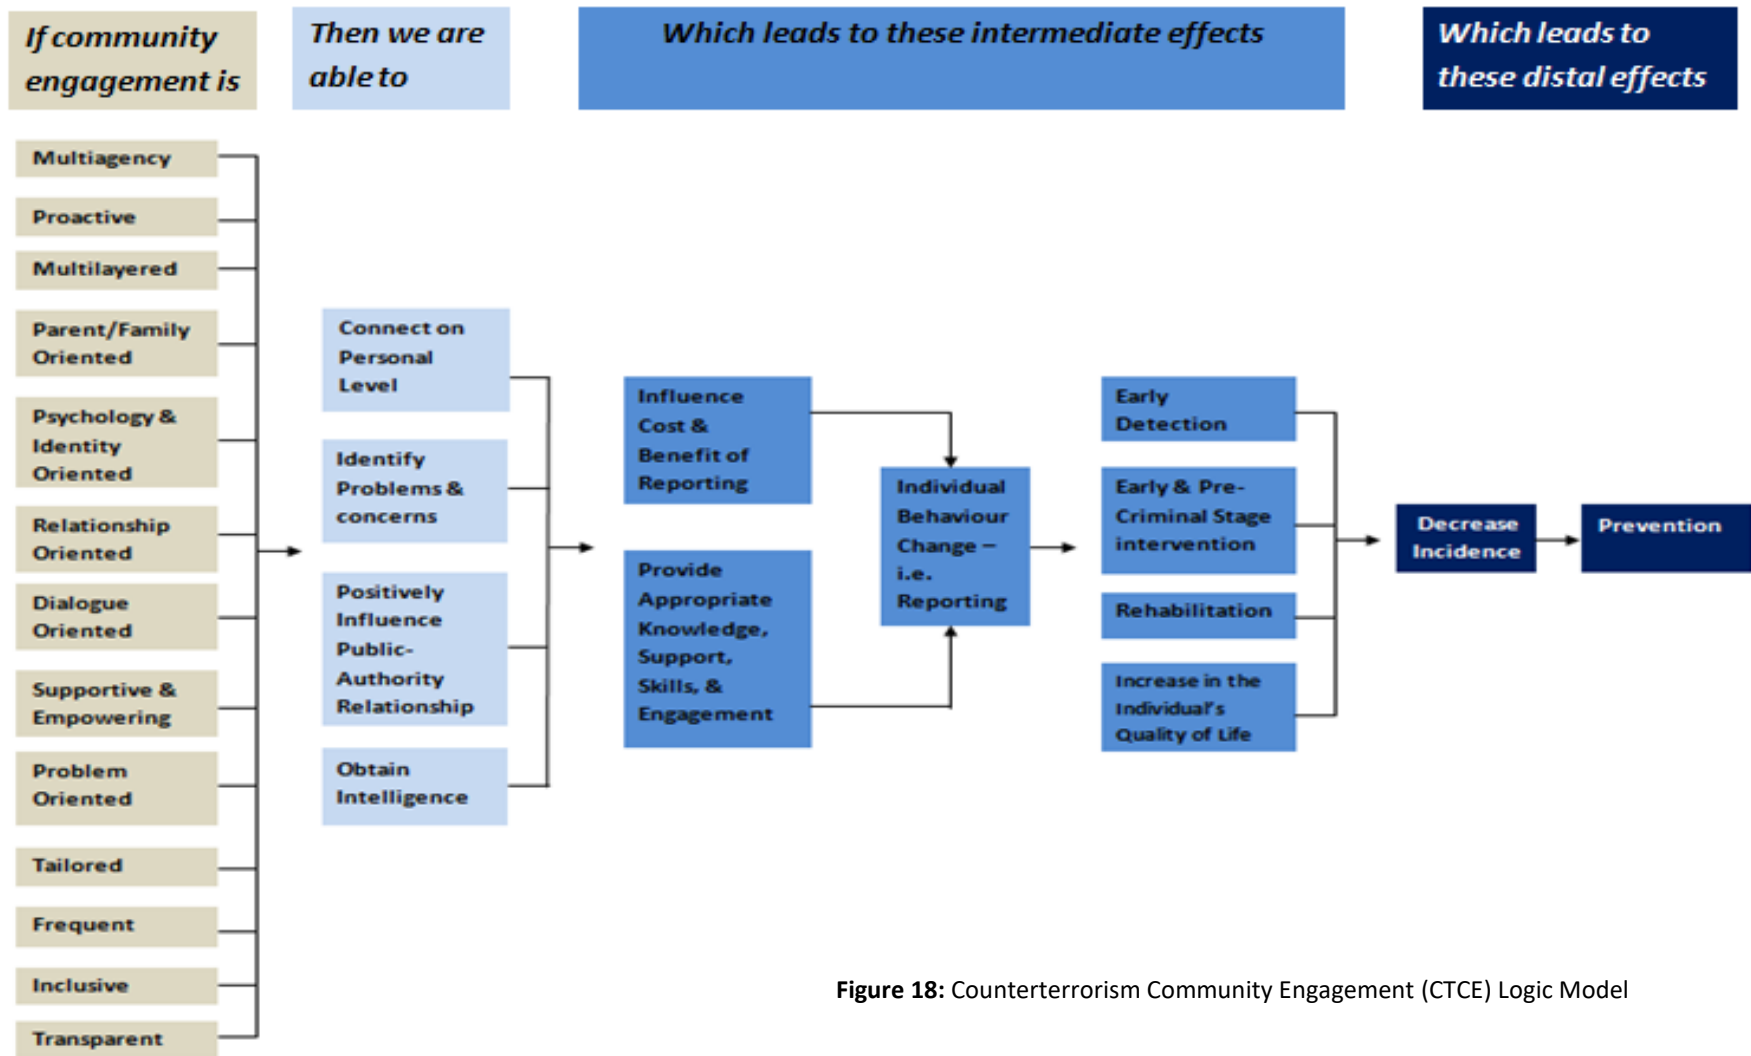 If community
engagement is
Then we are
able to
Which leads to these intermediate effects
Which leads to
these distal effects
Multiagency
Proactive
Multilayered
Parent/Family
Oriented
Psychology &
Identity
Oriented
Relationship
Oriented
Dialogue
Oriented
Supportive &
Empowering
Problem
Oriented
Tailored
Frequent
Inclusive
Transparent
Connect on
Personal
Level
Identify
Problems &
concerns
Positively
Influence
Public-
Authority
Relationship
Obtain
Intelligence
Influence
Cost &
Benefit of
Reporting
Provide
Appropriate
Knowledge,
Support,
Skills, &
Engagement
Individual
Behaviour
Change –
i.e.
Reporting
Early
Detection
Early & Pre-
Criminal Stage
intervention
Rehabilitation
Increase in the
Individual's
Quality of Life
Decrease
Incidence
Prevention
Figure 18: Counterterrorism Community Engagement (CTCE) Logic Model